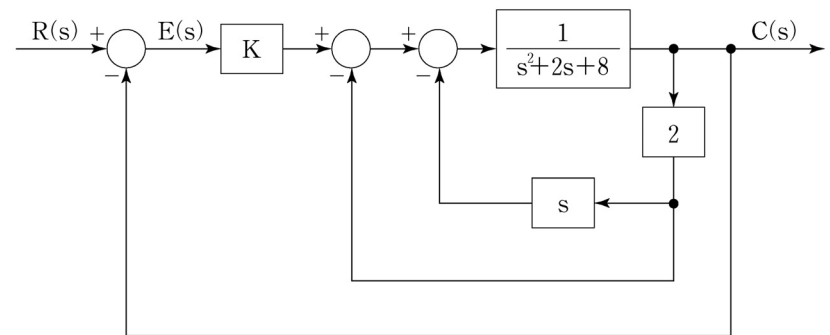 R(s) + − E(s) K + − + − 1 C(s)
s²+2s+8
2
s